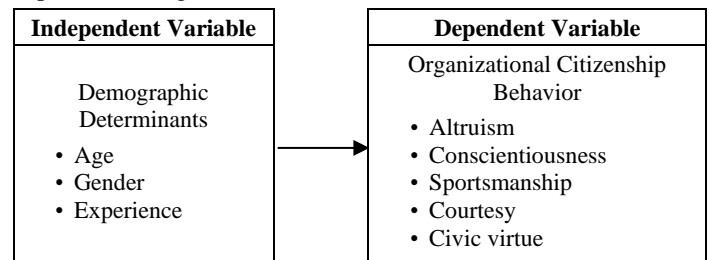 Independent Variable
Demographic
Determinants
• Age
• Gender
• Experience
Dependent Variable
Organizational Citizenship
Behavior
• Altruism
• Conscientiousness
• Sportsmanship
• Courtesy
• Civic virtue